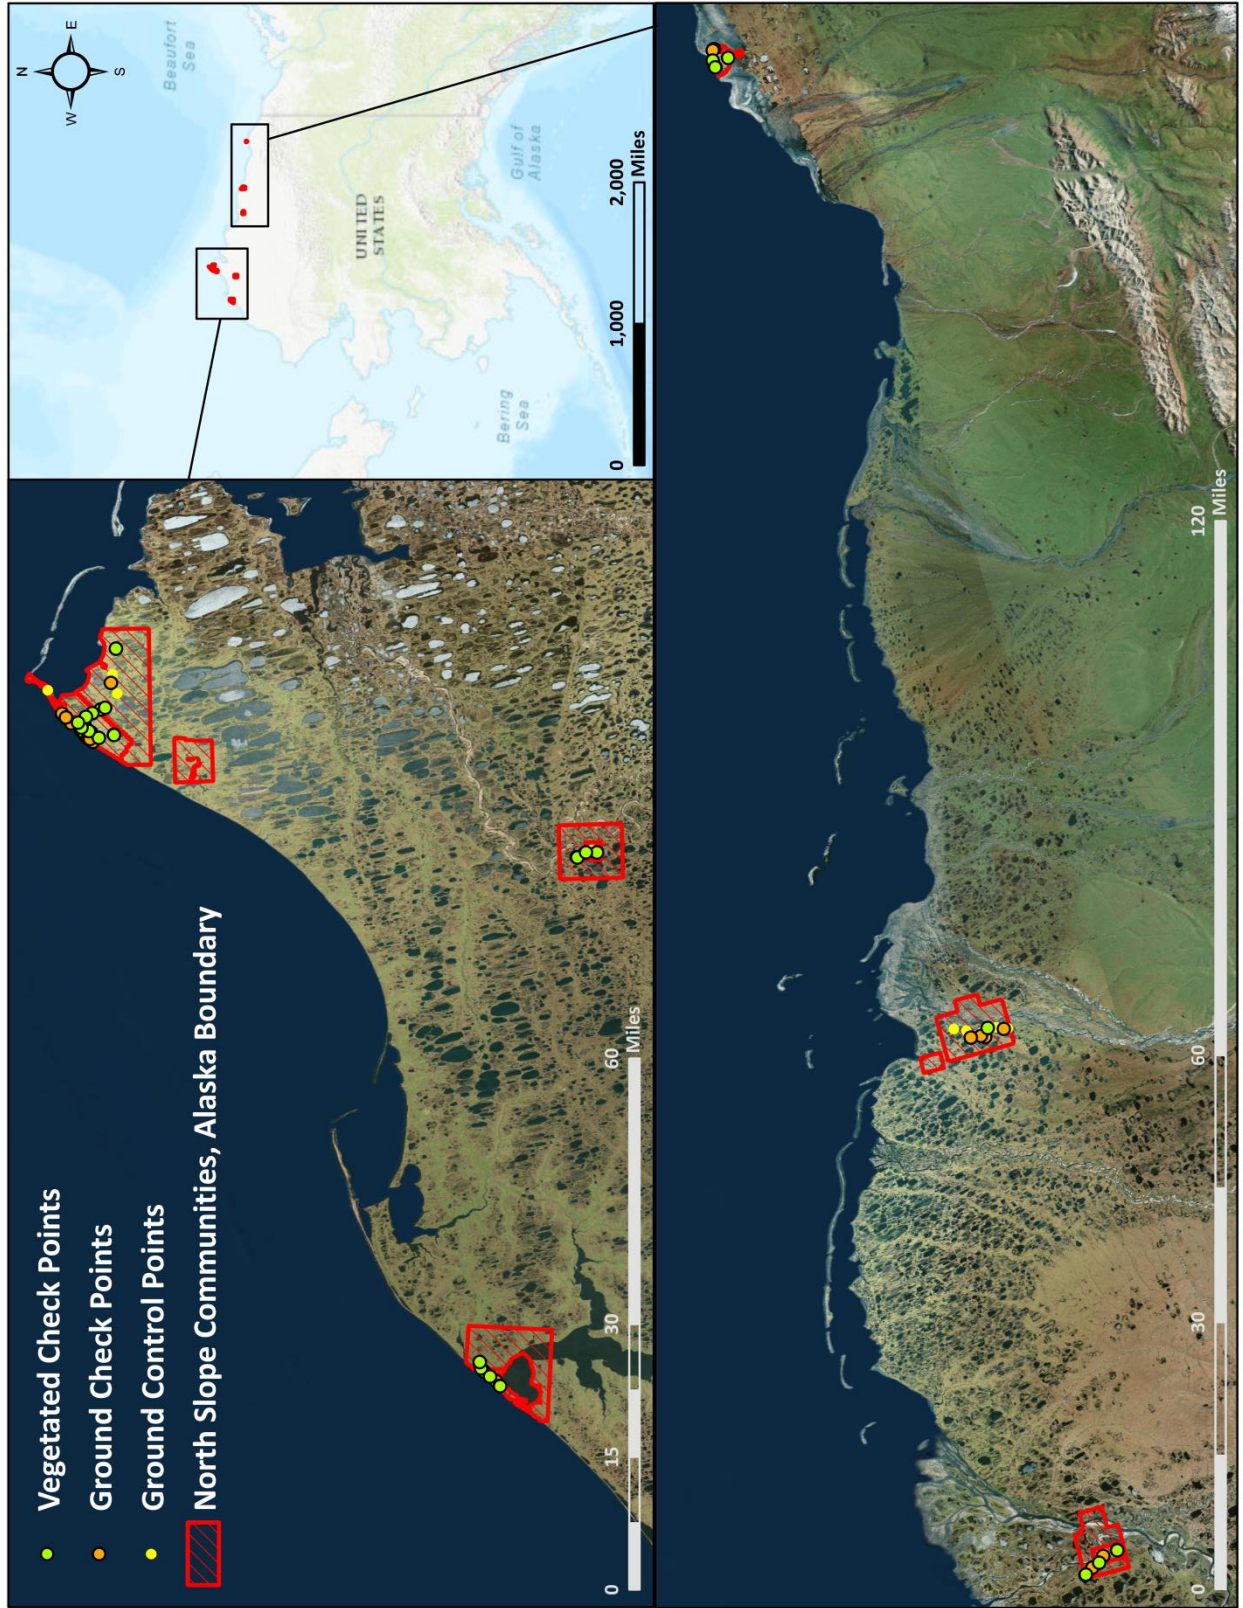 Vegetated Check Points
Ground Check Points
Ground Control Points
North Slope Communities, Alaska Boundary
0
15
30
60
Miles
N
W
E
S
Beaufort
Sea
UNITED
STATES
Gulf of
Alaska
Bering
Sea
0
1,000
2,000
Miles
0
30
60
120
Miles